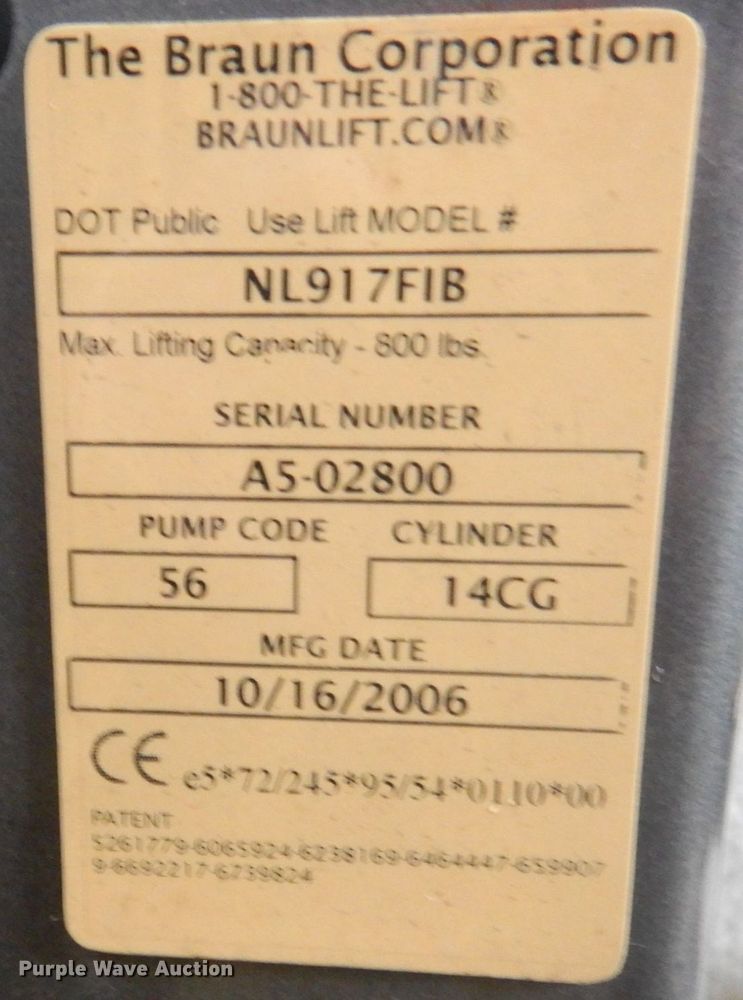 The Braun Corporation
1-800-THE-LIFT®
BRAUNLIFT.COM®
DOT Public Use Lift MODEL #
NL917FIB
Max. Lifting Capacity - 800 lbs.
SERIAL NUMBER
A5-02800
PUMP CODE CYLINDER
56 14CG
MFG DATE
10/16/2006
CE e5*72/245*95/54*0110*00
PATENT
5261779-6065924-6238169-6464447-659907
9-6692217-6739824
Purple Wave Auction